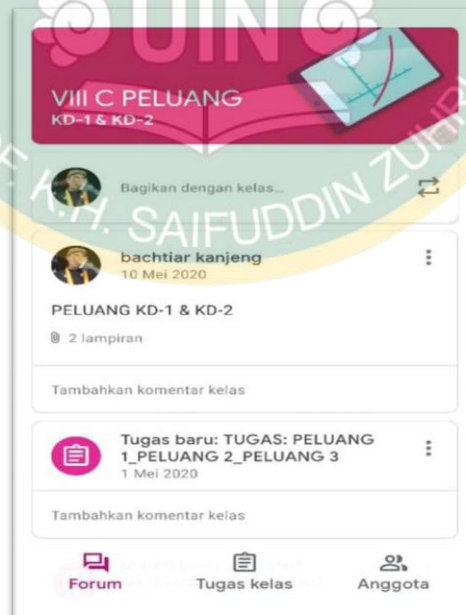 UIN
VIII C PELUANG
KD-1 & KD-2
Bagikan dengan kelas...
K.H. SAIFUDDIN ZUHRI
bachtiar kanjeng
10 Mei 2020
PELUANG KD-1 & KD-2
2 lampiran
Tambahkan komentar kelas
Tugas baru: TUGAS: PELUANG
1_PELUANG 2_PELUANG 3
1 Mei 2020
Tambahkan komentar kelas
Forum
Tugas kelas
Anggota